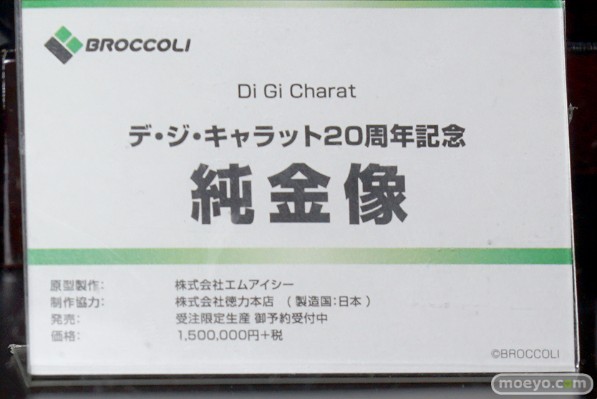 BROCCOLI
Di Gi Charat
デ・ジ・キャラット20周年記念
純金像
原型製作: 株式会社エムアイシー
制作協力: 株式会社徳力本店 ( 製造国:日本 )
発売: 受注限定生産 御予約受付中
価格: 1,500,000円+税
©BROCCOLI
moeyo.com